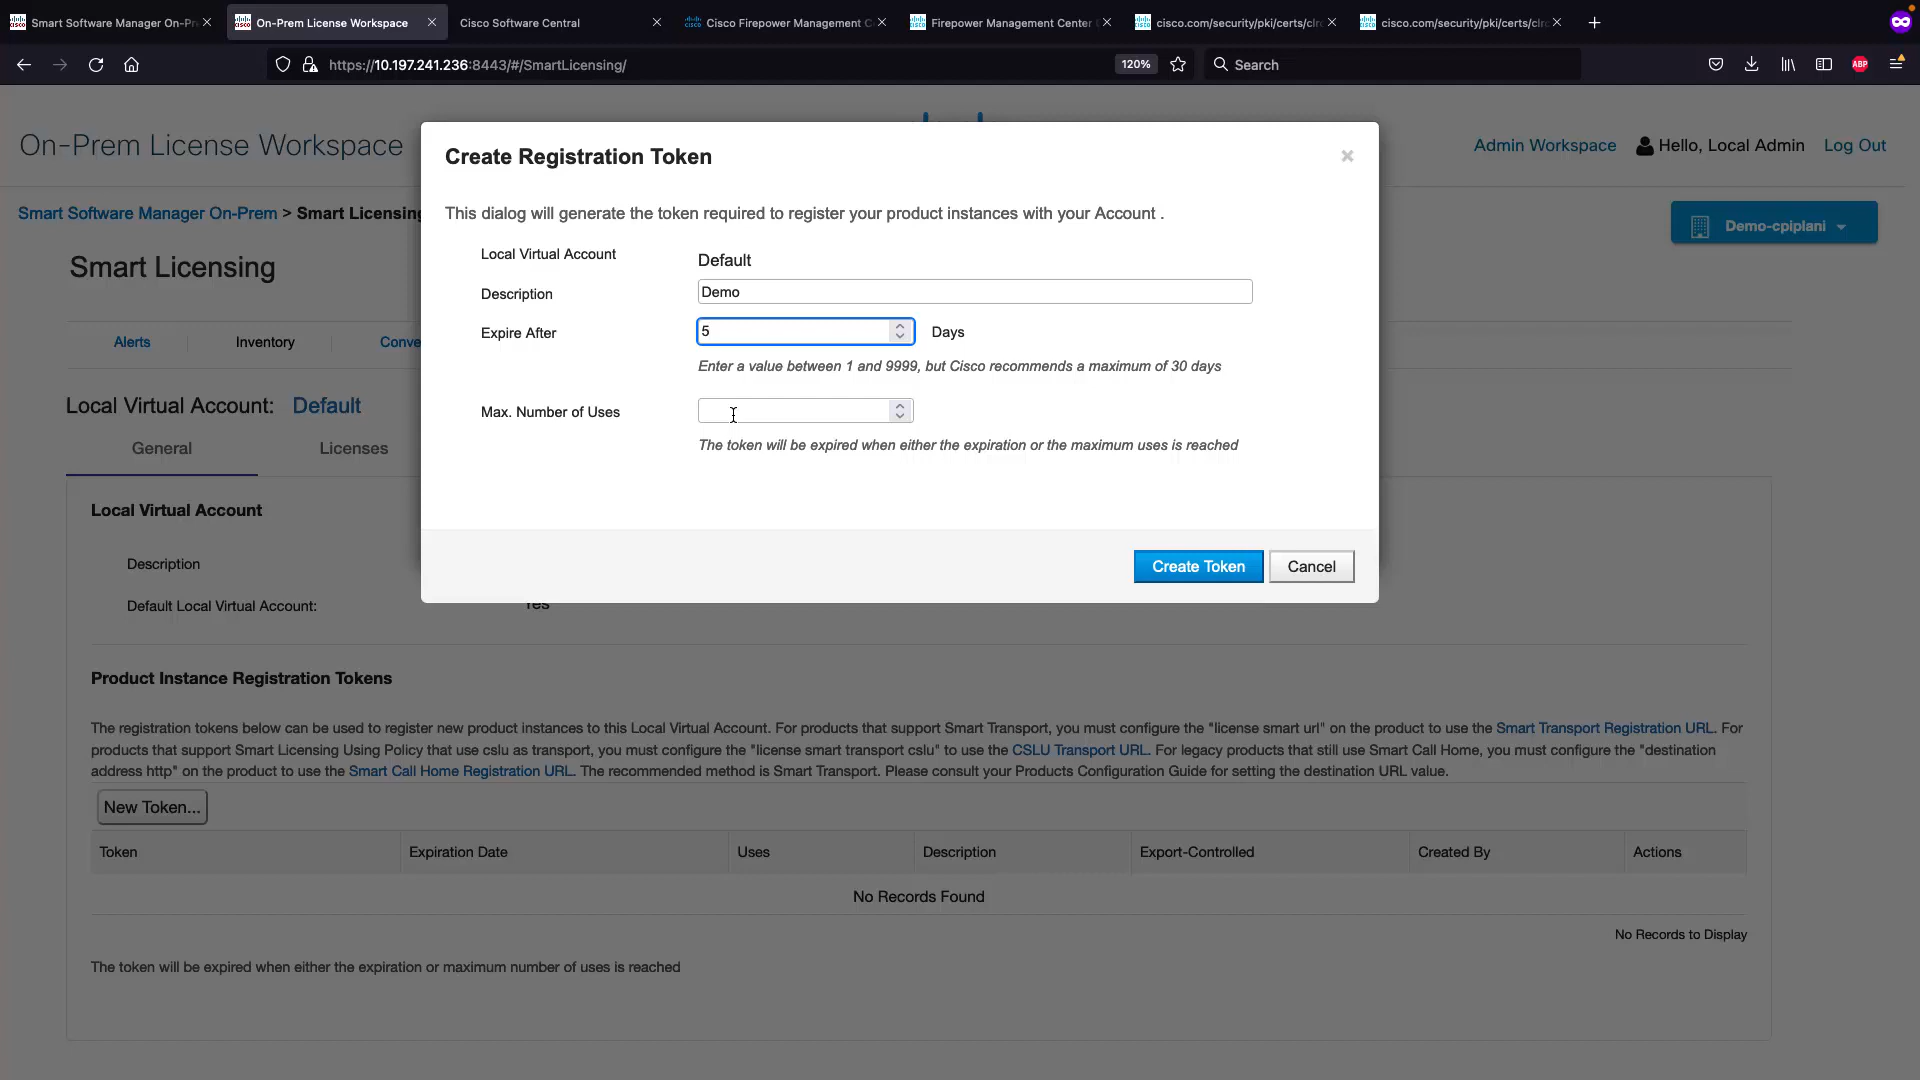 Smart Software Manager On-Pr
On-Prem License Workspace
Cisco Software Central
Cisco Firepower Management C
Firepower Management Center
cisco.com/security/pki/certs/clrc
cisco.com/security/pki/certs/clrc
https://10.197.241.236:8443/#/SmartLicensing/
120%
Search
ABP
On-Prem License Workspace
Admin Workspace
Hello, Local Admin
Log Out
Smart Software Manager On-Prem > Smart Licensing
Demo-cpiplani
Smart Licensing
Alerts
Inventory
Conve
Local Virtual Account: Default
General
Licenses
Local Virtual Account
Description
Default Local Virtual Account:
Yes
Create Registration Token
This dialog will generate the token required to register your product instances with your Account .
Local Virtual Account
Default
Description
Demo
Expire After
5
Days
Enter a value between 1 and 9999, but Cisco recommends a maximum of 30 days
Max. Number of Uses
The token will be expired when either the expiration or the maximum uses is reached
Create Token
Cancel
Product Instance Registration Tokens
The registration tokens below can be used to register new product instances to this Local Virtual Account. For products that support Smart Transport, you must configure the "license smart url" on the product to use the Smart Transport Registration URL. For
products that support Smart Licensing Using Policy that use cslu as transport, you must configure the "license smart transport cslu" to use the CSLU Transport URL. For legacy products that still use Smart Call Home, you must configure the "destination
address http" on the product to use the Smart Call Home Registration URL. The recommended method is Smart Transport. Please consult your Products Configuration Guide for setting the destination URL value.
New Token...
Token
Expiration Date
Uses
Description
Export-Controlled
Created By
Actions
No Records Found
No Records to Display
The token will be expired when either the expiration or maximum number of uses is reached